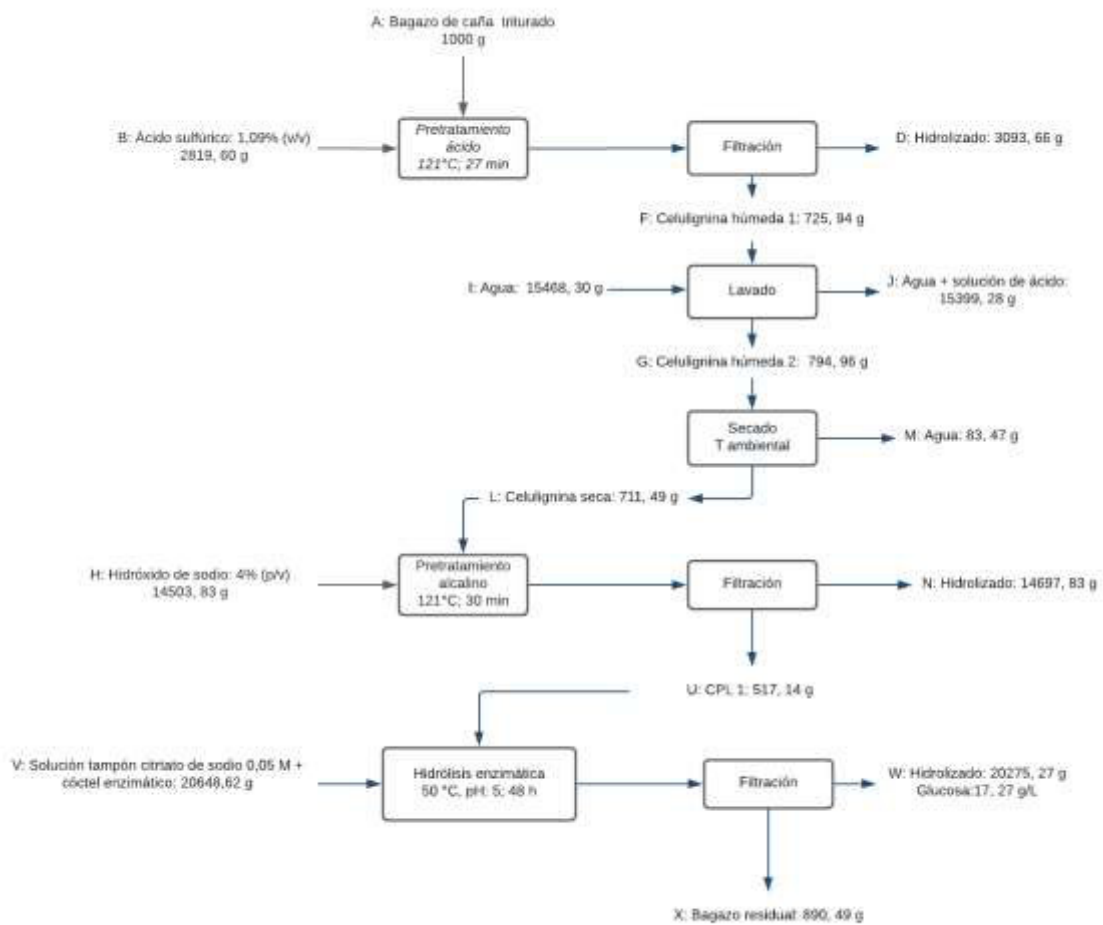 A: Bagazo de caña triturado
1000 g
B: Ácido sulfúrico: 1,09% (v/v)
2819, 60 g
Pretratamiento
ácido
121°C; 27 min
Filtración
D: Hidrolizado: 3093, 66 g
F: Celulignina húmeda 1: 725, 94 g
I: Agua: 15468, 30 g
Lavado
J: Agua + solución de ácido:
15399, 28 g
G: Celulignina húmeda 2: 794, 96 g
Secado
T ambiental
M: Agua: 83, 47 g
L: Celulignina seca: 711, 49 g
H: Hidróxido de sodio: 4% (p/v)
14503, 83 g
Pretratamiento
alcalino
121°C; 30 min
Filtración
N: Hidrolizado: 14697, 83 g
U: CPL 1: 517, 14 g
V: Solución tampón citriato de sodio 0,05 M +
cóctel enzimático: 20648,62 g
Hidrólisis enzimática
50 °C, pH: 5; 48 h
Filtración
W: Hidrolizado: 20275, 27 g
Glucosa:17, 27 g/L
X: Bagazo residual: 890, 49 g